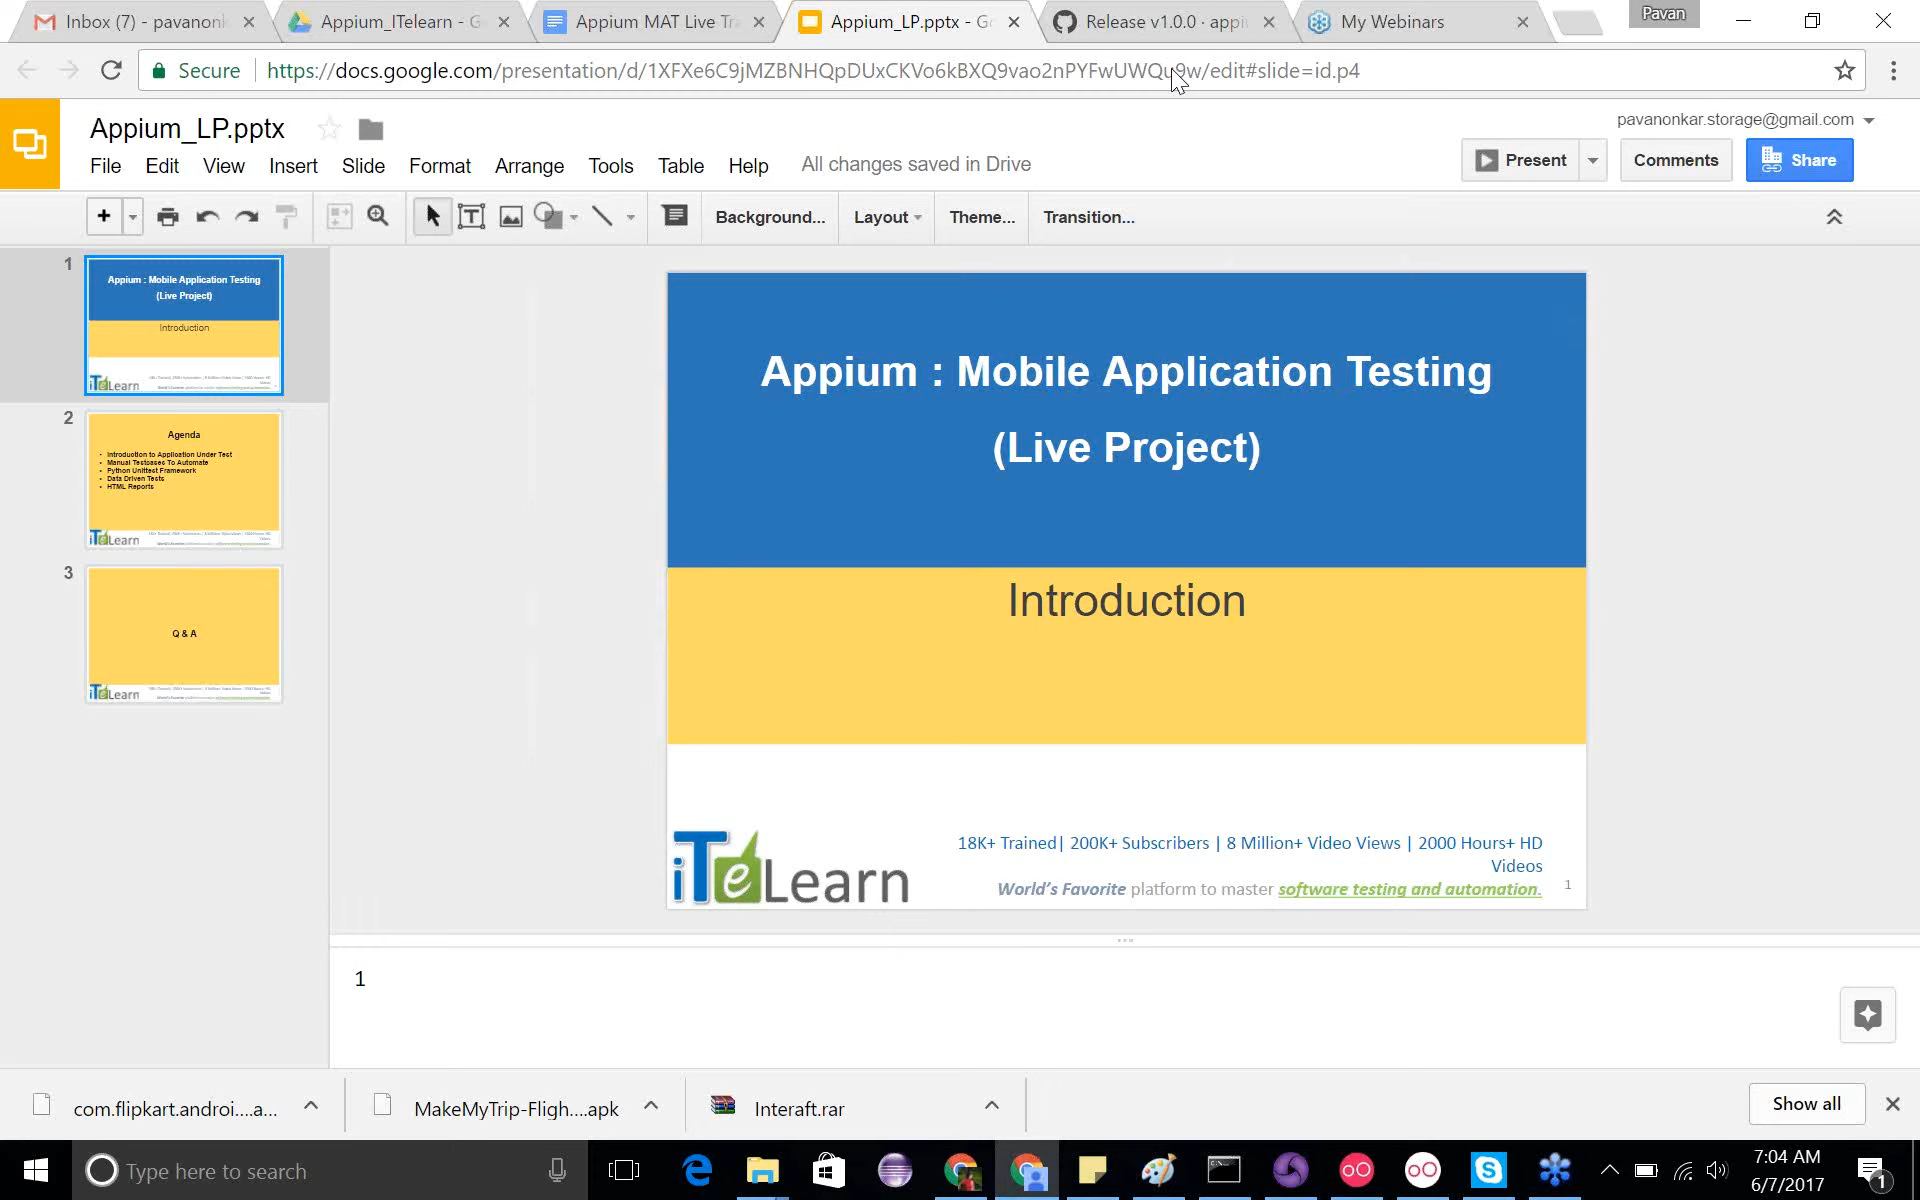 Inbox (7) - pavanonk
Appium_ITelearn - G
Appium MAT Live Tra
Appium_LP.pptx - Go
Release v1.0.0 · appiu
My Webinars
Pavan
Secure
https://docs.google.com/presentation/d/1XFXe6C9jMZBNHQpDUxCKVo6kBXQ9vao2nPYFwUWQu9w/edit#slide=id.p4
Appium_LP.pptx
pavanonkar.storage@gmail.com
File Edit View Insert Slide Format Arrange Tools Table Help All changes saved in Drive
Present
Comments
Share
Background... Layout Theme... Transition...
1
Appium : Mobile Application Testing
(Live Project)
Introduction
iTeLearn
2
Agenda
• Introduction to Application Under Test
• Manual Testcases To Automate
• Python Unittest Framework
• Data Driven Tests
• HTML Reports
iTeLearn
3
Q & A
iTeLearn
Appium : Mobile Application Testing
(Live Project)
Introduction
iTeLearn
18K+ Trained| 200K+ Subscribers | 8 Million+ Video Views | 2000 Hours+ HD
Videos
World's Favorite platform to master software testing and automation.
1
1
com.flipkart.androi....a...
MakeMyTrip-Fligh....apk
Interaft.rar
Show all
Type here to search
7:04 AM
6/7/2017
1